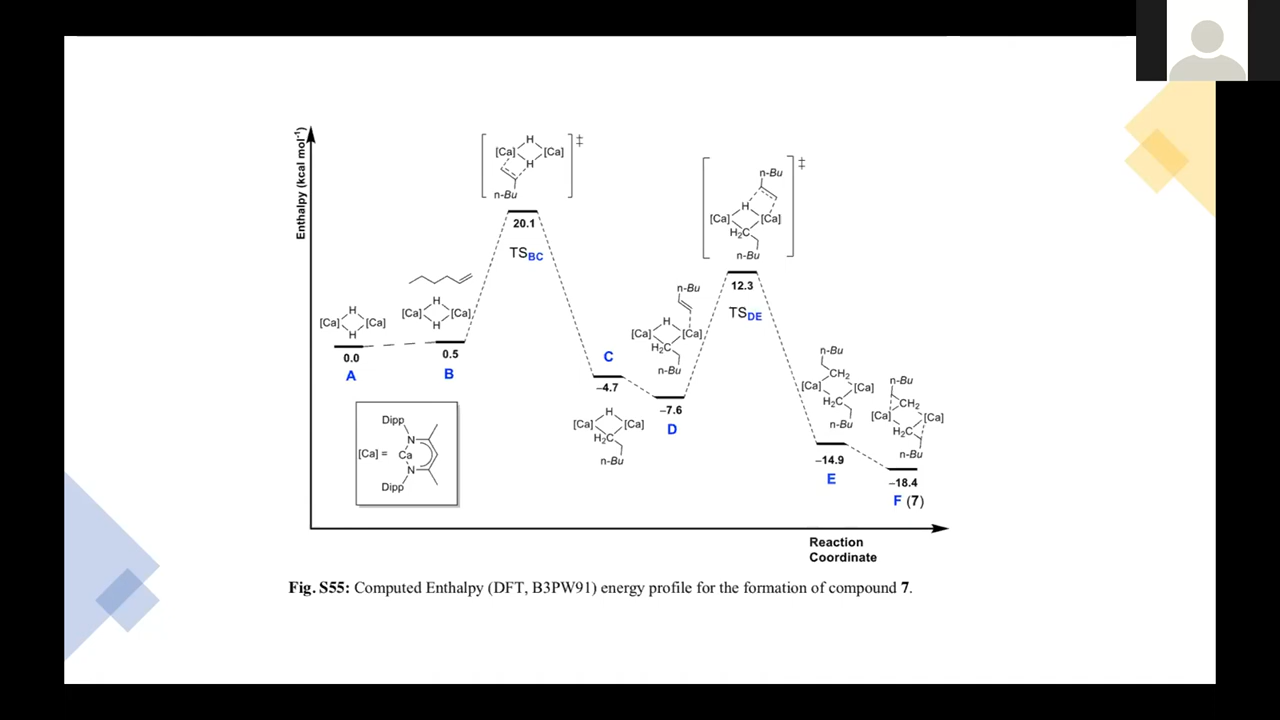 Enthalpy (kcal mol⁻¹)
H
[Ca] [Ca]
H
n-Bu
‡
20.1
TS_BC
n-Bu
H
[Ca] [Ca]
H₂C
n-Bu
‡
12.3
TS_DE
H
[Ca] [Ca]
H
0.0
A
H
[Ca] [Ca]
H
0.5
B
C
–4.7
H
[Ca] [Ca]
H₂C
n-Bu
n-Bu
H
[Ca] [Ca]
H₂C
n-Bu
–7.6
D
n-Bu
CH₂
[Ca] [Ca]
H₂C
n-Bu
–14.9
E
n-Bu
CH₂
[Ca] [Ca]
H₂C
n-Bu
–18.4
F (7)
Dipp
N
[Ca] = Ca
N
Dipp
Reaction
Coordinate
Fig. S55: Computed Enthalpy (DFT, B3PW91) energy profile for the formation of compound 7.